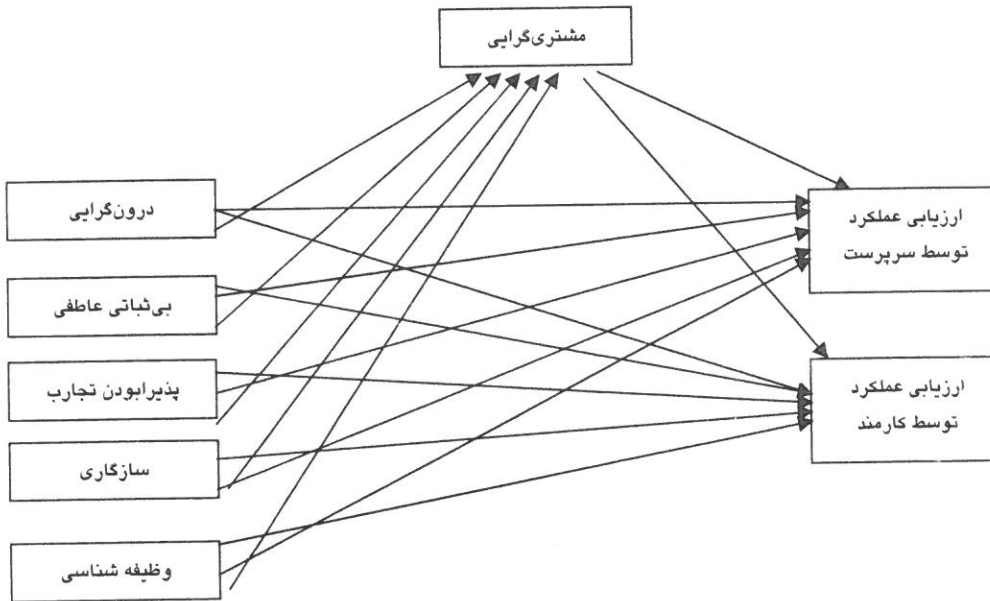 مشتری‌گرایی
درون‌گرایی
بی‌ثباتی عاطفی
پذیرابودن تجارب
سازگاری
وظیفه شناسی
ارزیابی عملکرد
توسط سرپرست
ارزیابی عملکرد
توسط کارمند